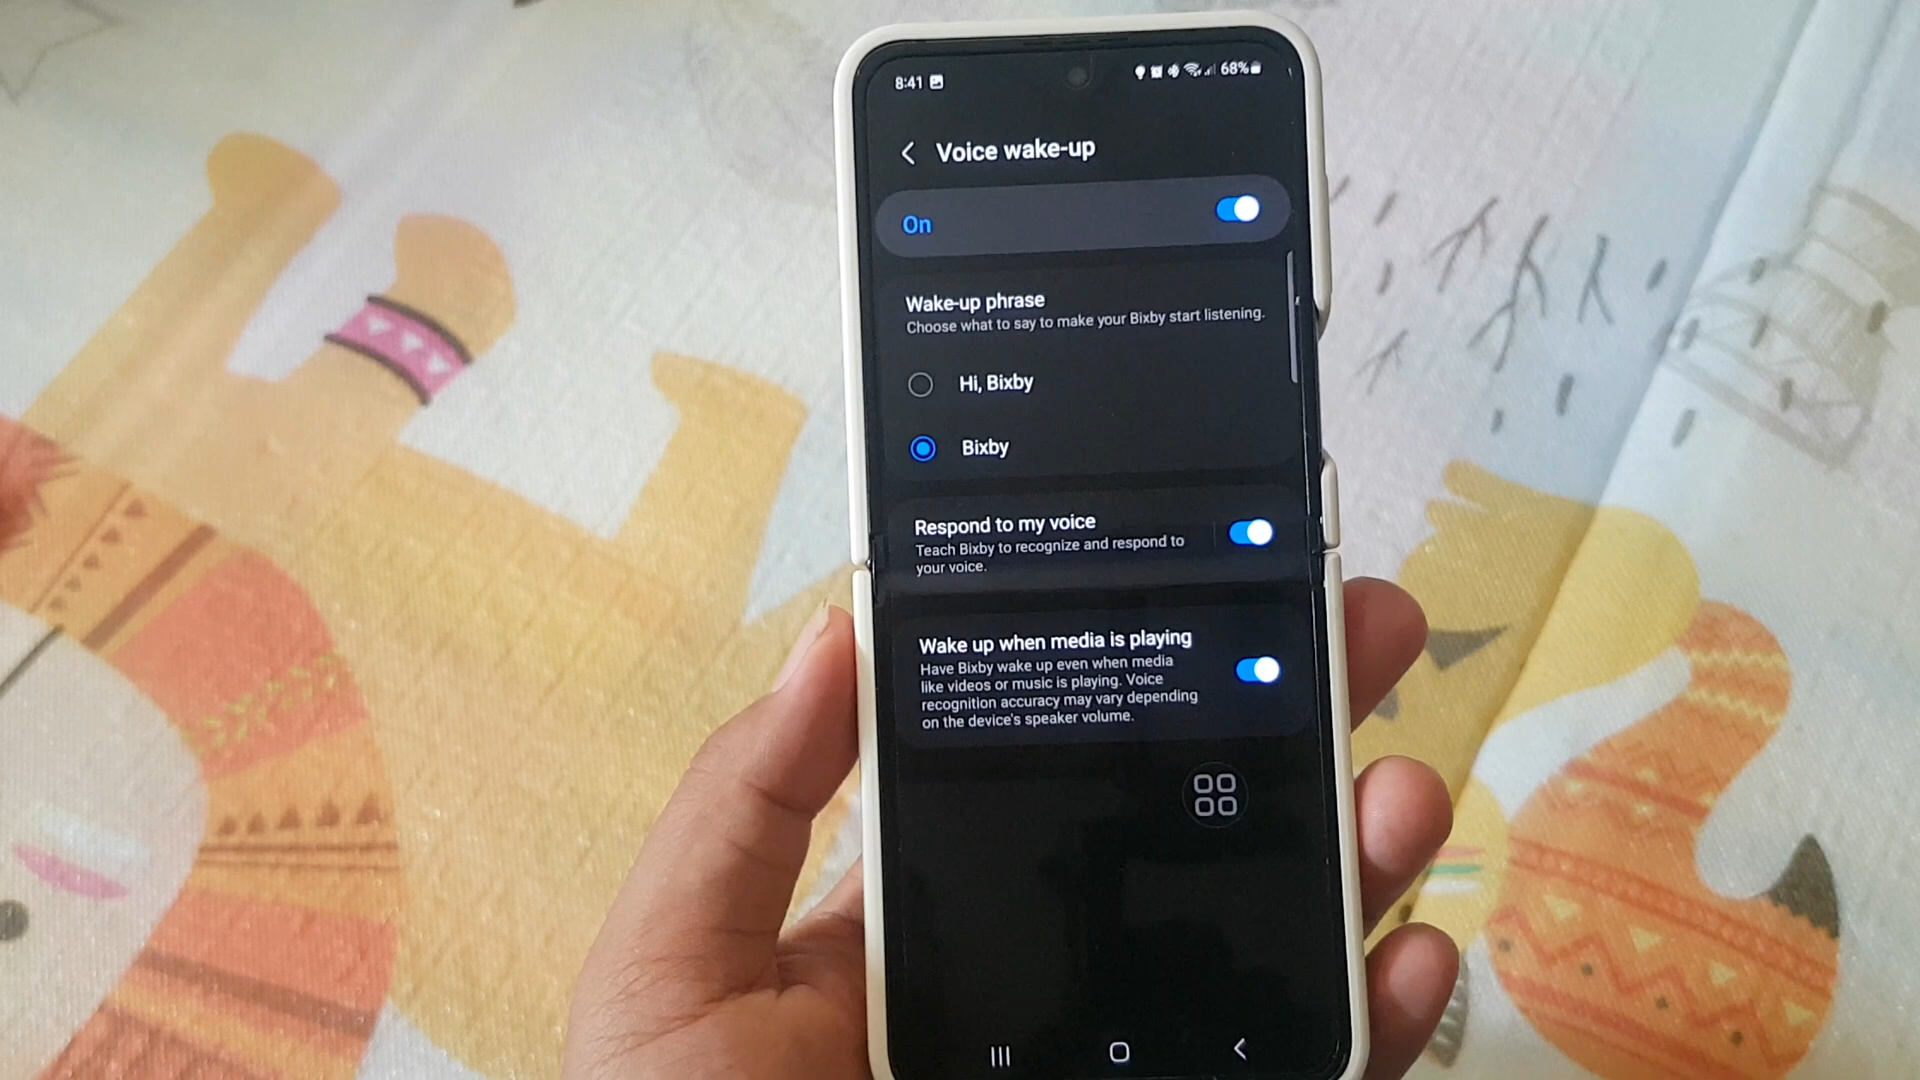 8:41
68%
Voice wake-up
On
Wake-up phrase
Choose what to say to make your Bixby start listening.
Hi, Bixby
Bixby
Respond to my voice
Teach Bixby to recognize and respond to
your voice.
Wake up when media is playing
Have Bixby wake up even when media
like videos or music is playing. Voice
recognition accuracy may vary depending
on the device's speaker volume.